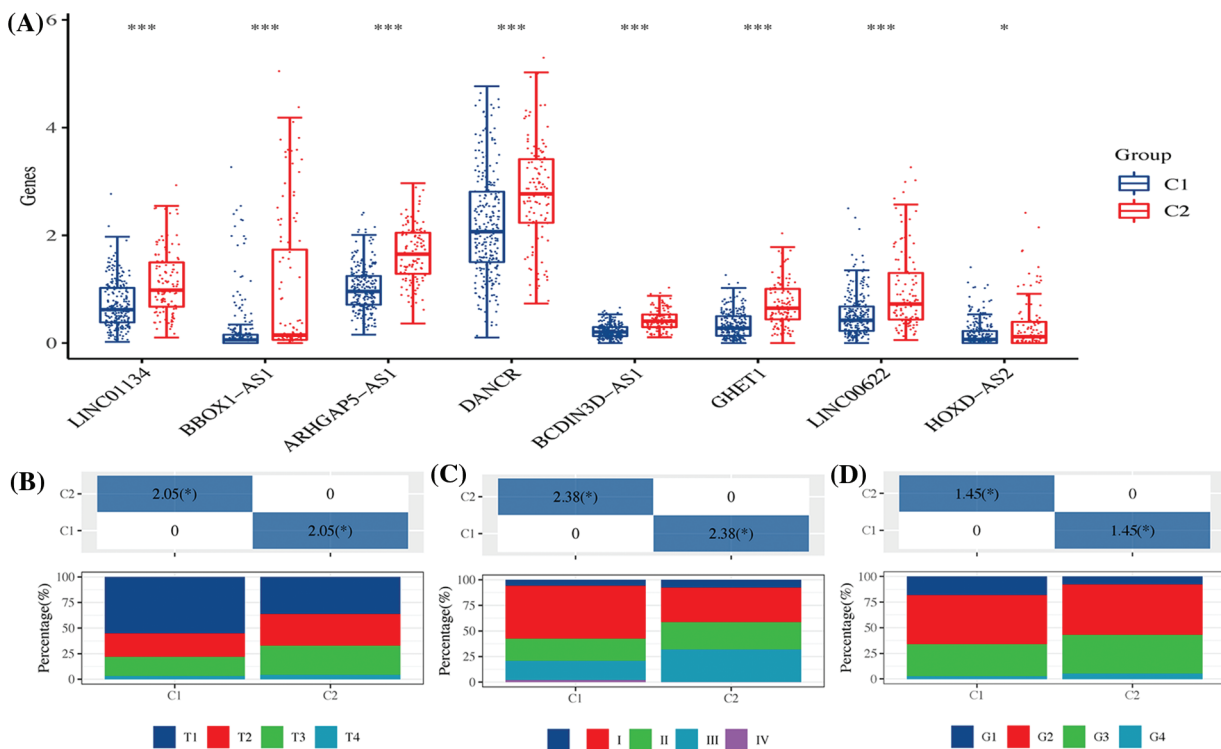 (A)
6
4
2
0
Genes
*** *** *** *** *** *** *** *
LINC01134
BBOX1-AS1
ARHGAP5-AS1
DANCR
BCDIN3D-AS1
GHET1
LINC00622
HOXD-AS2
Group
C1
C2
(B)
C2 2.05(*) 0
C1 0 2.05(*)
Percentage(%)
100
75
50
25
0
C1 C2
T1 T2 T3 T4
(C)
C2 2.38(*) 0
C1 0 2.38(*)
Percentage(%)
100
75
50
25
0
C1 C2
I II III IV
(D)
C2 1.45(*) 0
C1 0 1.45(*)
Percentage(%)
100
75
50
25
0
C1 C2
G1 G2 G3 G4